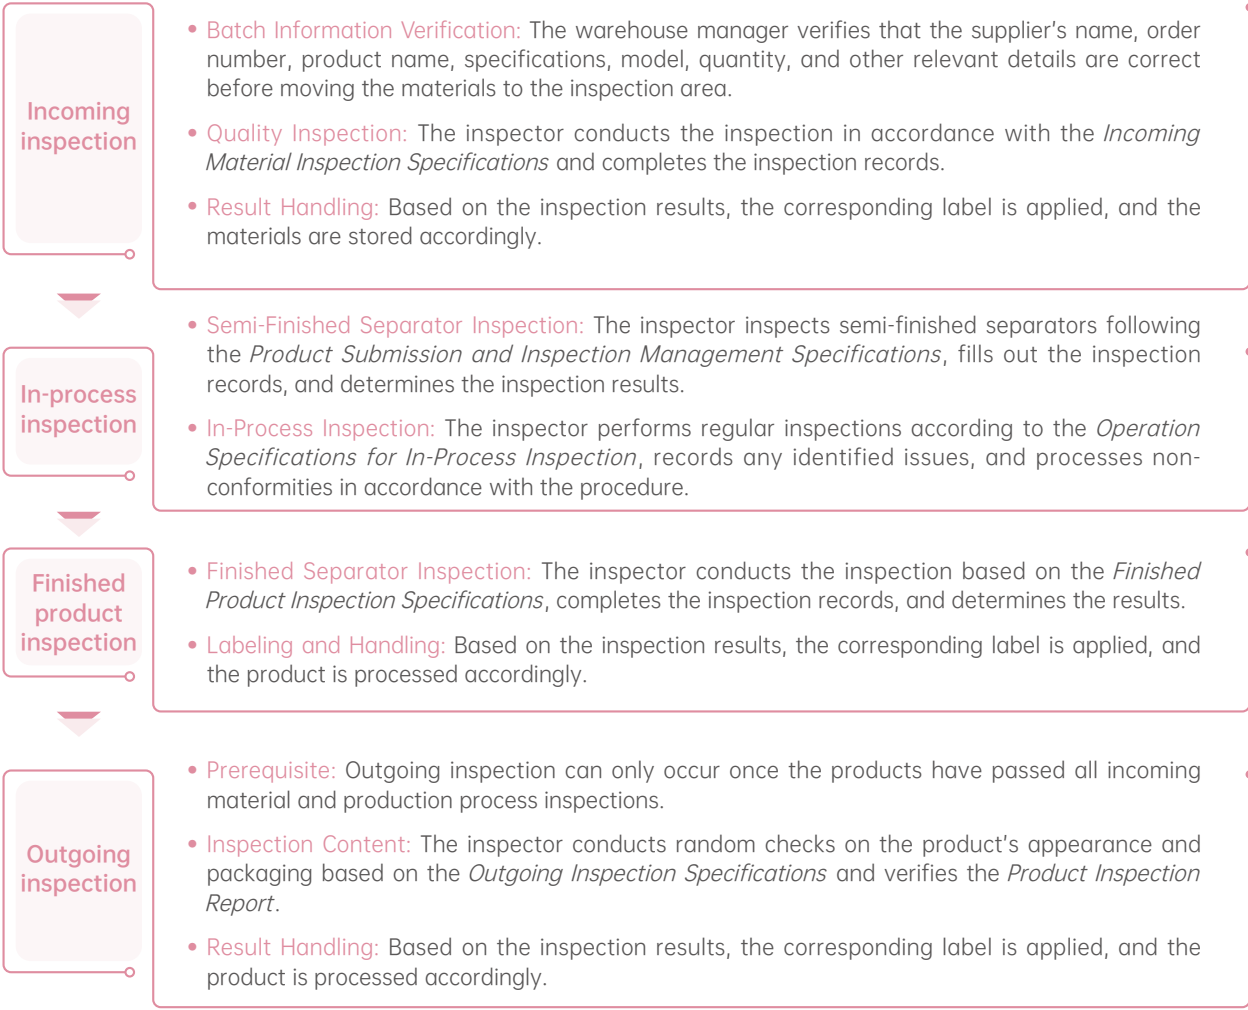 Incoming
inspection
• Batch Information Verification: The warehouse manager verifies that the supplier's name, order
number, product name, specifications, model, quantity, and other relevant details are correct
before moving the materials to the inspection area.
• Quality Inspection: The inspector conducts the inspection in accordance with the Incoming
Material Inspection Specifications and completes the inspection records.
• Result Handling: Based on the inspection results, the corresponding label is applied, and the
materials are stored accordingly.
In-process
inspection
• Semi-Finished Separator Inspection: The inspector inspects semi-finished separators following
the Product Submission and Inspection Management Specifications, fills out the inspection
records, and determines the inspection results.
• In-Process Inspection: The inspector performs regular inspections according to the Operation
Specifications for In-Process Inspection, records any identified issues, and processes non-
conformities in accordance with the procedure.
Finished
product
inspection
• Finished Separator Inspection: The inspector conducts the inspection based on the Finished
Product Inspection Specifications, completes the inspection records, and determines the results.
• Labeling and Handling: Based on the inspection results, the corresponding label is applied, and
the product is processed accordingly.
Outgoing
inspection
• Prerequisite: Outgoing inspection can only occur once the products have passed all incoming
material and production process inspections.
• Inspection Content: The inspector conducts random checks on the product's appearance and
packaging based on the Outgoing Inspection Specifications and verifies the Product Inspection
Report.
• Result Handling: Based on the inspection results, the corresponding label is applied, and the
product is processed accordingly.